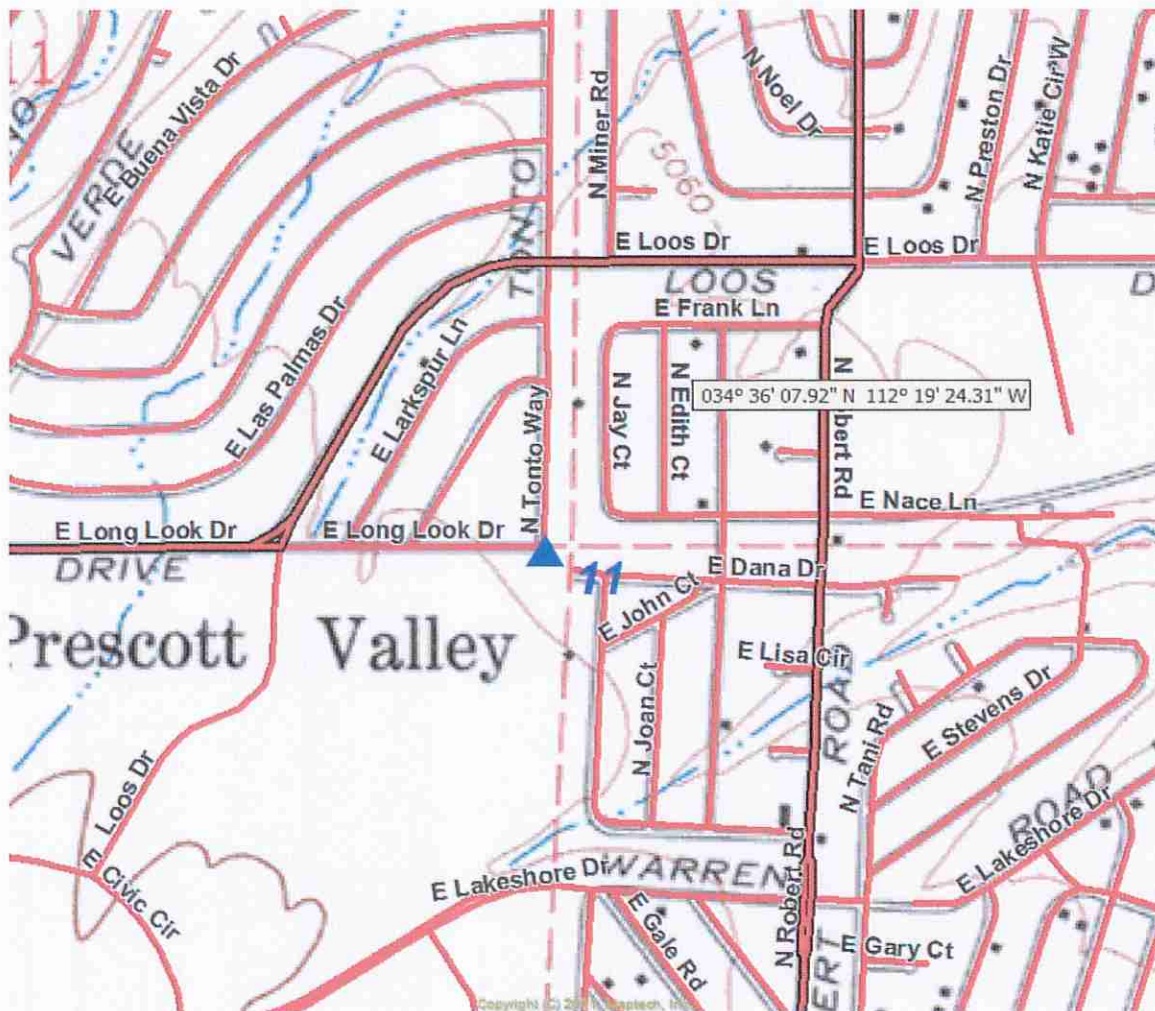 11
E Buena Vista Dr
VERDE
TONTO
N Miner Rd
N Noel Dr
N Preston Dr
N Katie Cir W
5060
E Loos Dr
E Loos Dr
LOOS
D
E Frank Ln
E Las Palmas Dr
E Larkspur Ln
N Tonto Way
N Jay Ct
N Edith Ct
034° 36' 07.92" N 112° 19' 24.31" W
N Robert Rd
E Nace Ln
E Long Look Dr
E Long Look Dr
DRIVE
11
E Dana Dr
E John Ct
Prescott Valley
E Lisa Cir
N Joan Ct
ROAD
N Tani Rd
E Stevens Dr
E Loos Dr
ROAD
E Lakeshore Dr
E Civic Cir
E Lakeshore Dr
WARREN
N Robert Rd
E Gale Rd
E Gary Ct
ERT